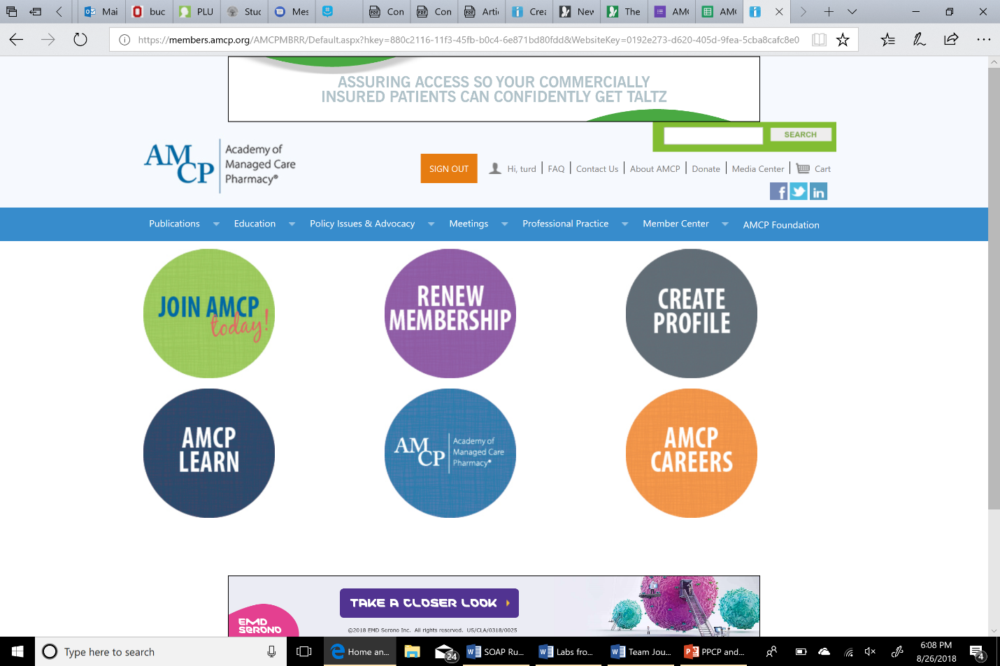 Mai
buc
PLU
Stuc
Mes
Con
Con
Arti
Crea
New
The
AMC
AMC
https://members.amcp.org/AMCPMBRR/Default.aspx?hkey=880c2116-11f3-45fb-b0c4-6e871bd80fdd&WebsiteKey=0192e273-d620-405d-9fea-5cba8cafc8e0
ASSURING ACCESS SO YOUR COMMERCIALLY
INSURED PATIENTS CAN CONFIDENTLY GET TALTZ
SEARCH
AMCP
Academy of
Managed Care
Pharmacy®
SIGN OUT
Hi, turd
FAQ
Contact Us
About AMCP
Donate
Media Center
Cart
Publications
Education
Policy Issues & Advocacy
Meetings
Professional Practice
Member Center
AMCP Foundation
JOIN AMCP
today!
RENEW
MEMBERSHIP
CREATE
PROFILE
AMCP
LEARN
AMCP
Academy of
Managed Care
Pharmacy®
AMCP
CAREERS
TAKE A CLOSER LOOK
EMD
SERONO
©2018 EMD Serono Inc. All rights reserved. US/CLA/0318/0025
Type here to search
Home an...
24
SOAP Ru...
Labs fro...
Team Jou...
PPCP and...
6:08 PM
8/26/2018
4